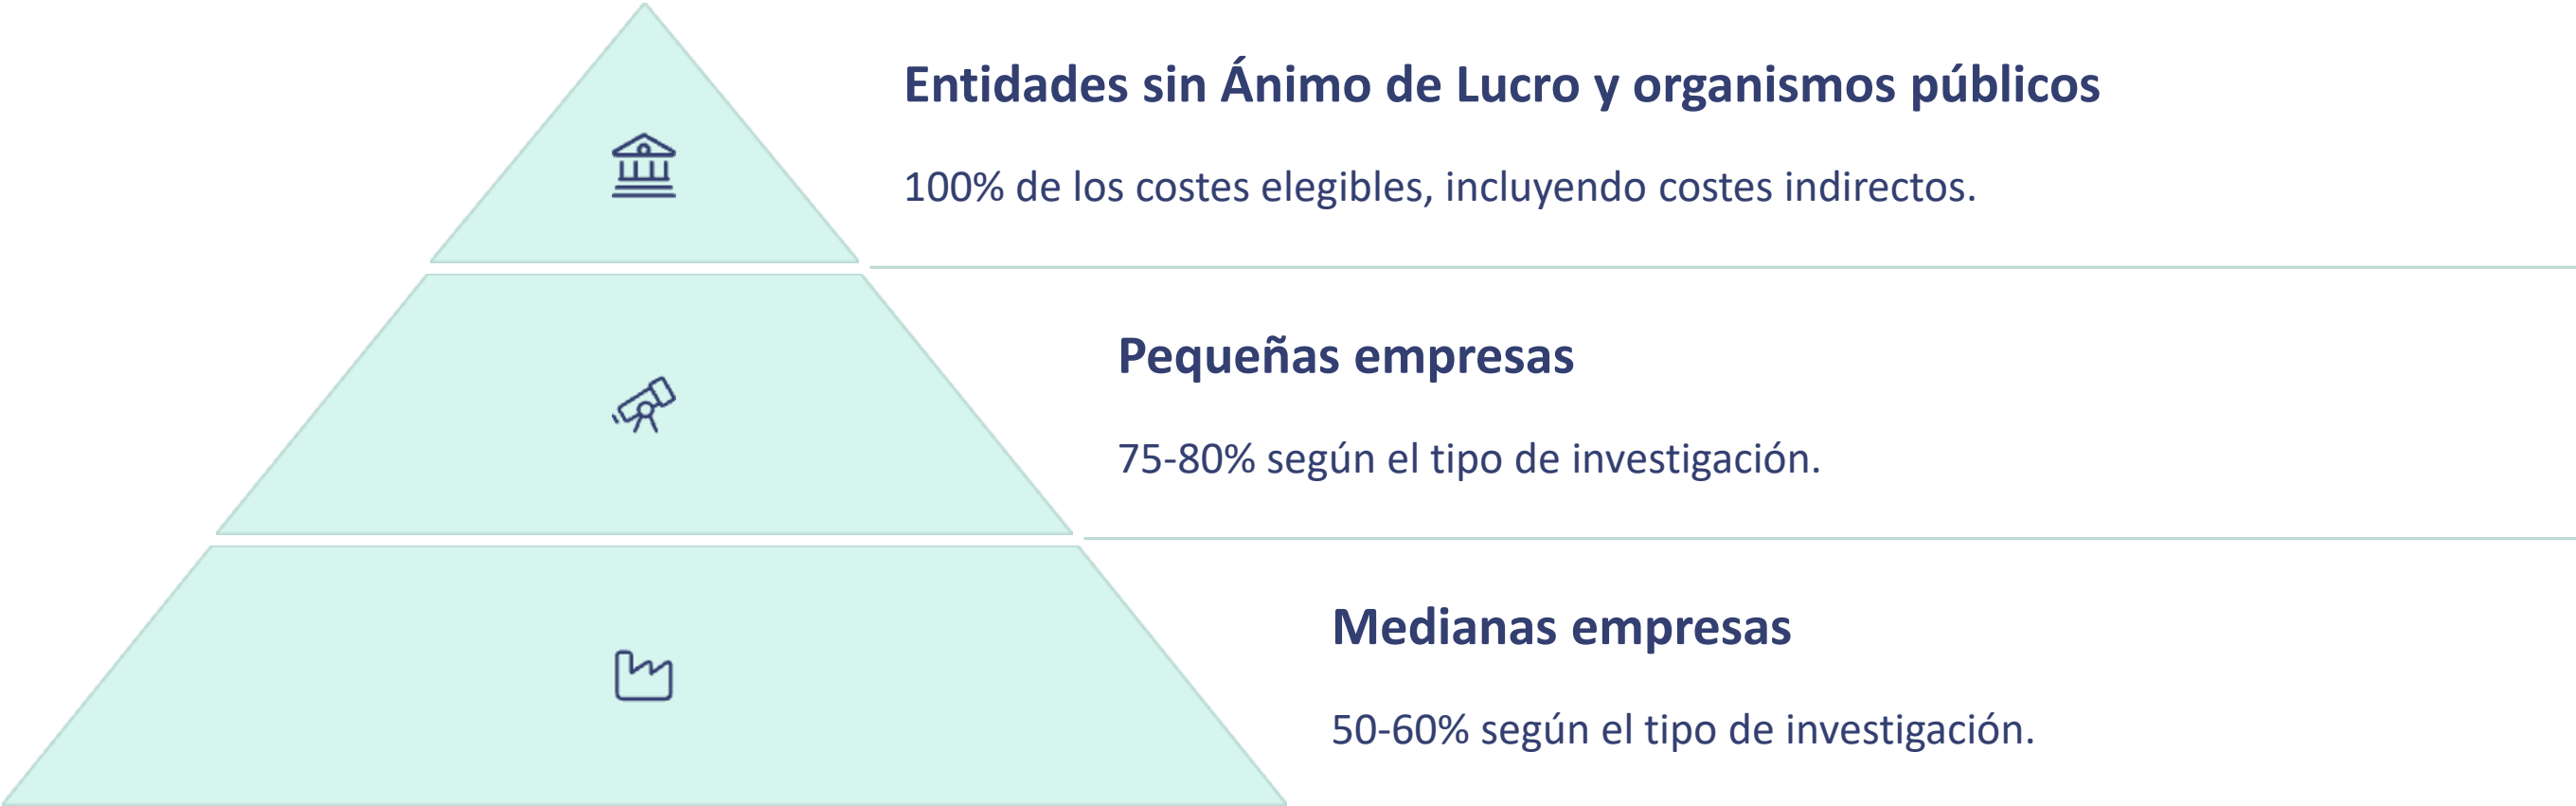 Entidades sin Ánimo de Lucro y organismos públicos
100% de los costes elegibles, incluyendo costes indirectos.
Pequeñas empresas
75-80% según el tipo de investigación.
Medianas empresas
50-60% según el tipo de investigación.